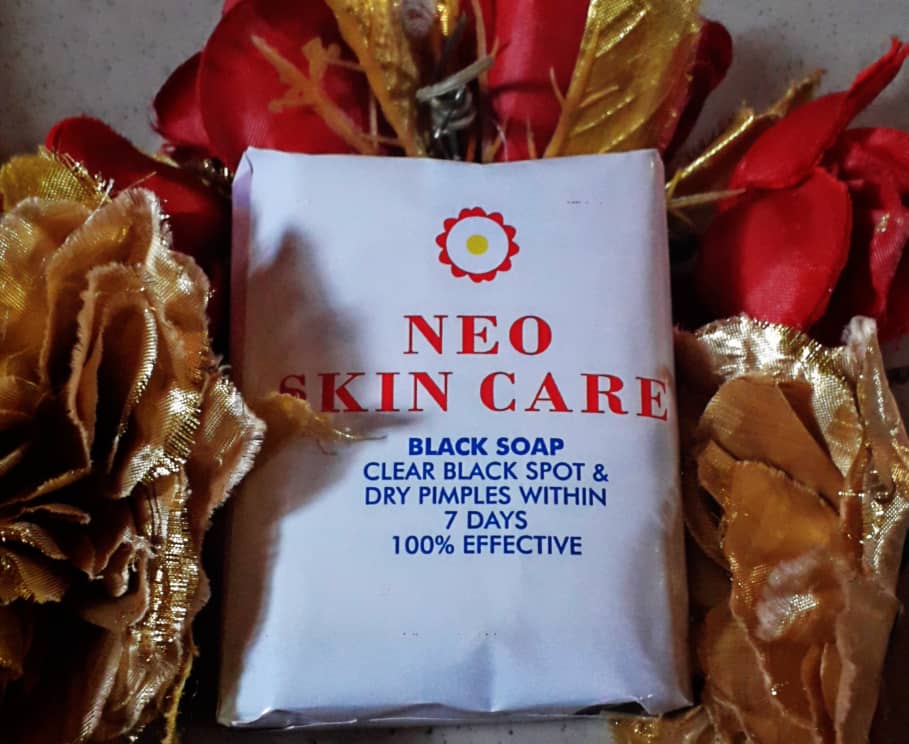 NEO
SKIN CARE
BLACK SOAP
CLEAR BLACK SPOT &
DRY PIMPLES WITHIN
7 DAYS
100% EFFECTIVE